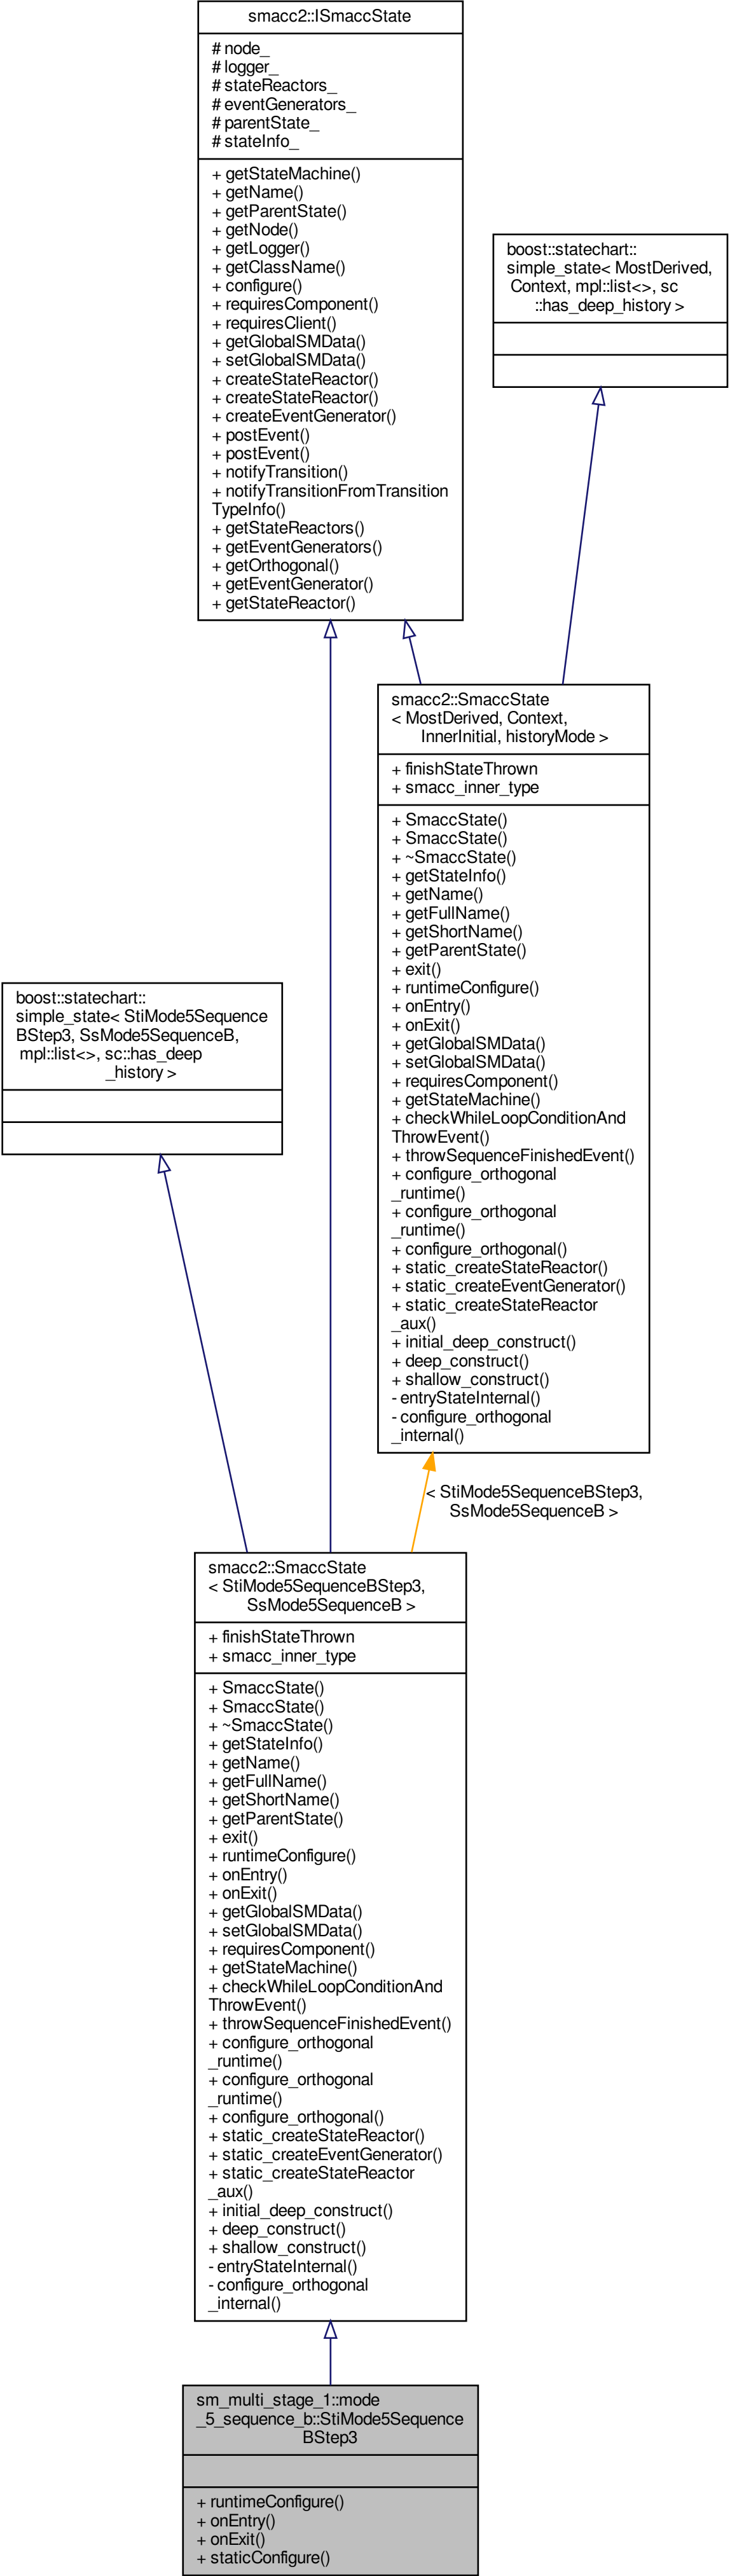 smacc2::ISmaccState
# node_
# logger_
# stateReactors_
# eventGenerators_
# parentState_
# stateInfo_
+ getStateMachine()
+ getName()
+ getParentState()
+ getNode()
+ getLogger()
+ getClassName()
+ configure()
+ requiresComponent()
+ requiresClient()
+ getGlobalSMData()
+ setGlobalSMData()
+ createStateReactor()
+ createStateReactor()
+ createEventGenerator()
+ postEvent()
+ postEvent()
+ notifyTransition()
+ notifyTransitionFromTransition
TypeInfo()
+ getStateReactors()
+ getEventGenerators()
+ getOrthogonal()
+ getEventGenerator()
+ getStateReactor()
boost::statechart::
simple_state< MostDerived,
Context, mpl::list<>, sc
::has_deep_history >
smacc2::SmaccState
< MostDerived, Context,
InnerInitial, historyMode >
+ finishStateThrown
+ smacc_inner_type
+ SmaccState()
+ SmaccState()
+ ~SmaccState()
+ getStateInfo()
+ getName()
+ getFullName()
+ getShortName()
+ getParentState()
+ exit()
+ runtimeConfigure()
+ onEntry()
+ onExit()
+ getGlobalSMData()
+ setGlobalSMData()
+ requiresComponent()
+ getStateMachine()
+ checkWhileLoopConditionAnd
ThrowEvent()
+ throwSequenceFinishedEvent()
+ configure_orthogonal
_runtime()
+ configure_orthogonal
_runtime()
+ configure_orthogonal()
+ static_createStateReactor()
+ static_createEventGenerator()
+ static_createStateReactor
_aux()
+ initial_deep_construct()
+ deep_construct()
+ shallow_construct()
- entryStateInternal()
- configure_orthogonal
_internal()
boost::statechart::
simple_state< StiMode5Sequence
BStep3, SsMode5SequenceB,
mpl::list<>, sc::has_deep
_history >
< StiMode5SequenceBStep3,
SsMode5SequenceB >
smacc2::SmaccState
< StiMode5SequenceBStep3,
SsMode5SequenceB >
+ finishStateThrown
+ smacc_inner_type
+ SmaccState()
+ SmaccState()
+ ~SmaccState()
+ getStateInfo()
+ getName()
+ getFullName()
+ getShortName()
+ getParentState()
+ exit()
+ runtimeConfigure()
+ onEntry()
+ onExit()
+ getGlobalSMData()
+ setGlobalSMData()
+ requiresComponent()
+ getStateMachine()
+ checkWhileLoopConditionAnd
ThrowEvent()
+ throwSequenceFinishedEvent()
+ configure_orthogonal
_runtime()
+ configure_orthogonal
_runtime()
+ configure_orthogonal()
+ static_createStateReactor()
+ static_createEventGenerator()
+ static_createStateReactor
_aux()
+ initial_deep_construct()
+ deep_construct()
+ shallow_construct()
- entryStateInternal()
- configure_orthogonal
_internal()
sm_multi_stage_1::mode
_5_sequence_b::StiMode5Sequence
BStep3
+ runtimeConfigure()
+ onEntry()
+ onExit()
+ staticConfigure()